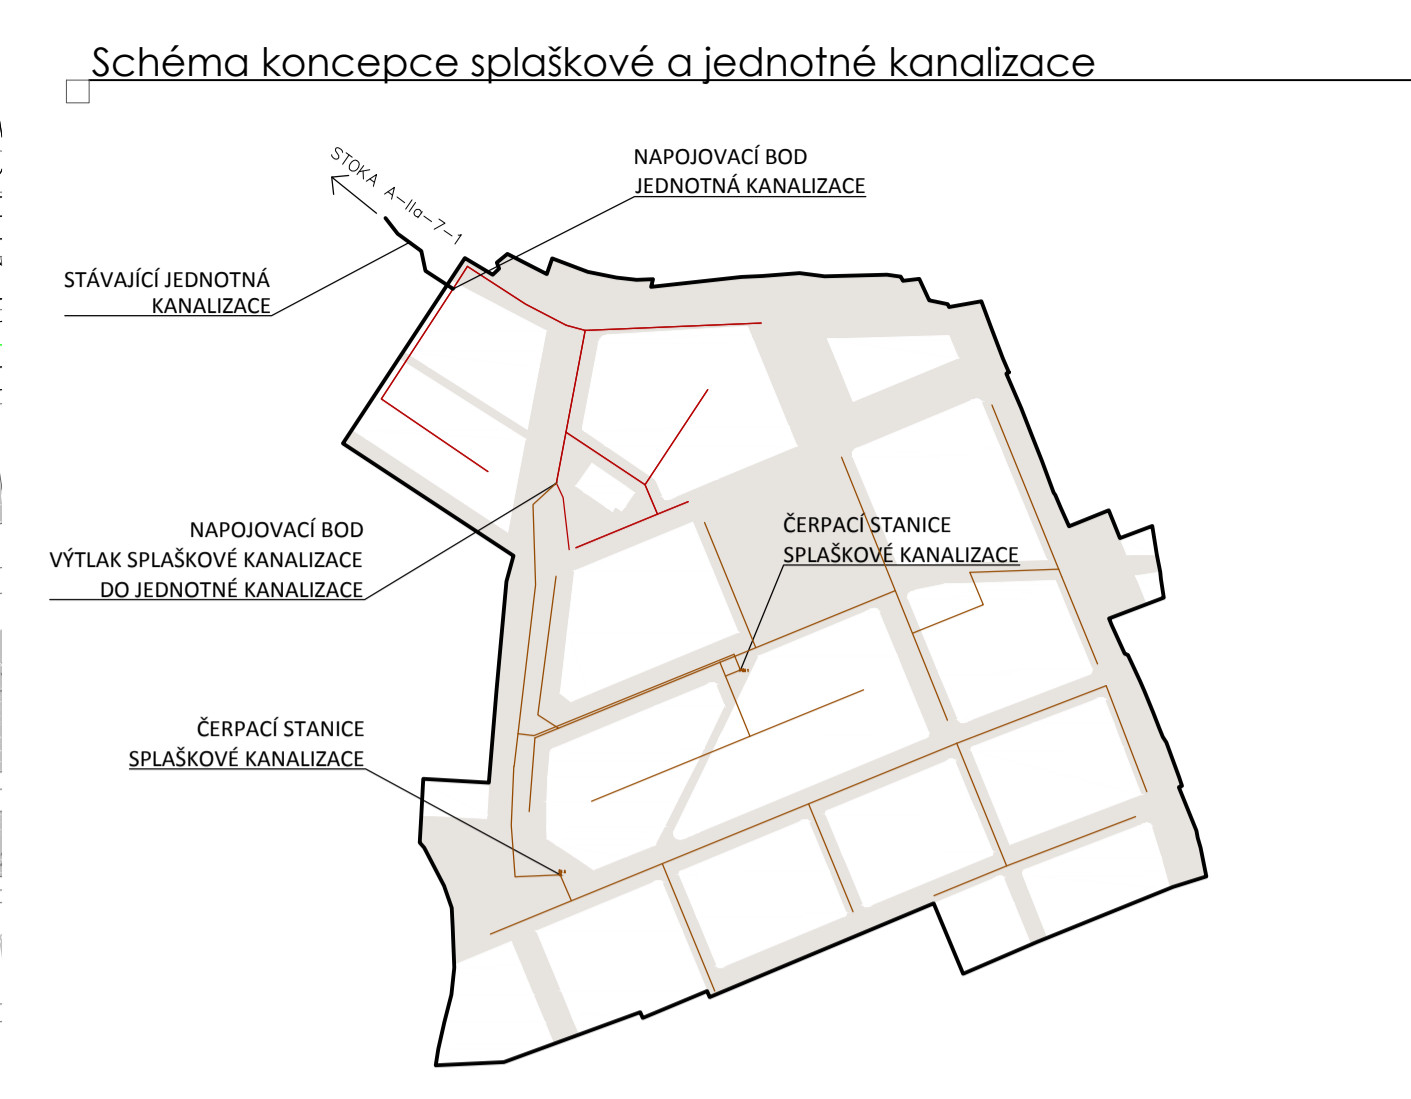 Schéma koncepce splaškové a jednotné kanalizace
STOKA A-IIa-7-1
NAPOJOVACÍ BOD
JEDNOTNÁ KANALIZACE
STÁVAJÍCÍ JEDNOTNÁ
KANALIZACE
NAPOJOVACÍ BOD
VÝTLAK SPLAŠKOVÉ KANALIZACE
DO JEDNOTNÉ KANALIZACE
ČERPACÍ STANICE
SPLAŠKOVÉ KANALIZACE
ČERPACÍ STANICE
SPLAŠKOVÉ KANALIZACE